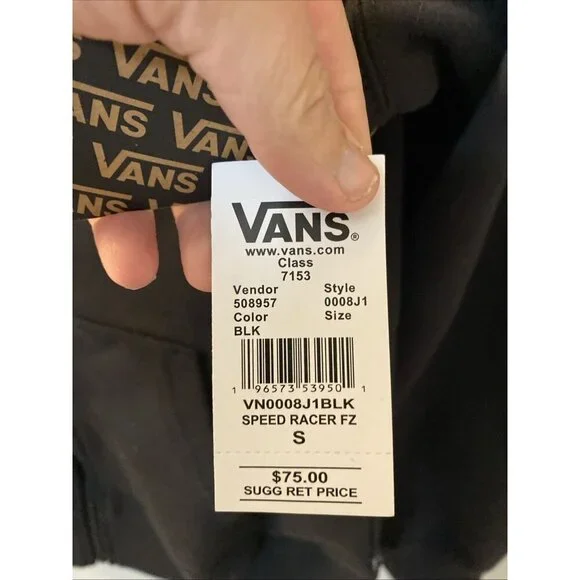 VANS
VANS VANS
VANS
VANS®
www.vans.com
Class
7153
Vendor Style
508957 0008J1
Color Size
BLK
1 96573 53950 1
VN0008J1BLK
SPEED RACER FZ
S
$75.00
SUGG RET PRICE